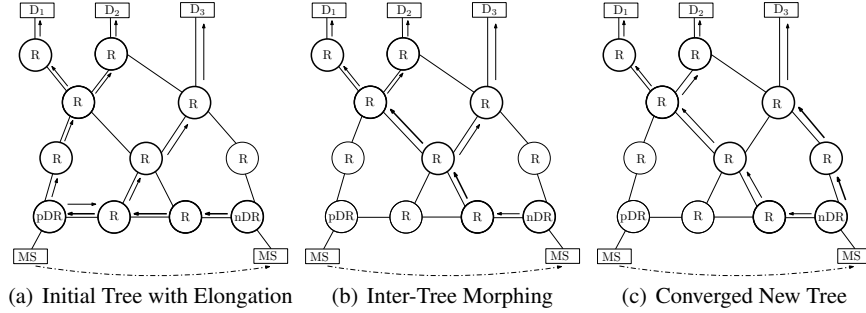 D1 D2 D3 D1 D2 D3 D1 D2 D3
R R R R R R
R R R R R R
R R R R R R R R R
pDR R R nDR pDR R R nDR pDR R R nDR
MS MS MS MS MS MS
(a) Initial Tree with Elongation (b) Inter-Tree Morphing (c) Converged New Tree